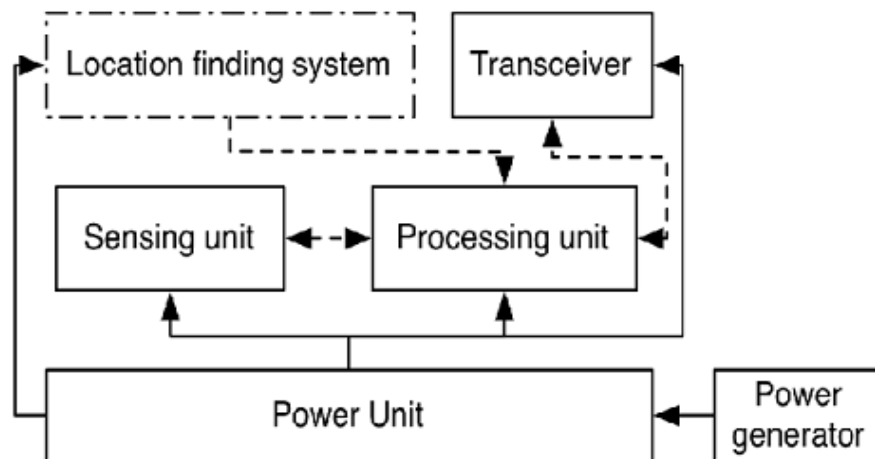 Location finding system
Transceiver
Sensing unit
Processing unit
Power Unit
Power
generator